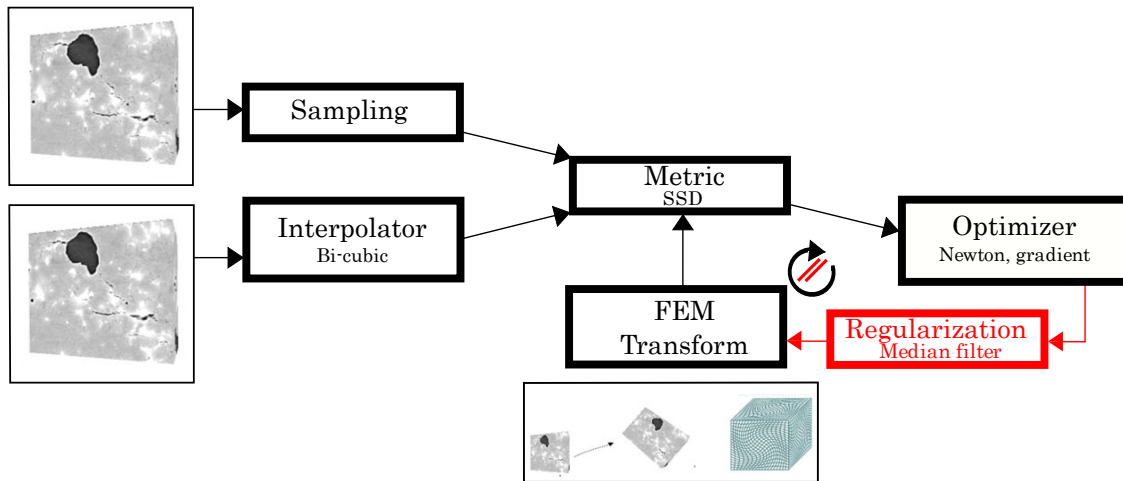 Sampling
Interpolator
Bi-cubic
Metric
SSD
Optimizer
Newton, gradient
FEM
Transform
Regularization
Median filter